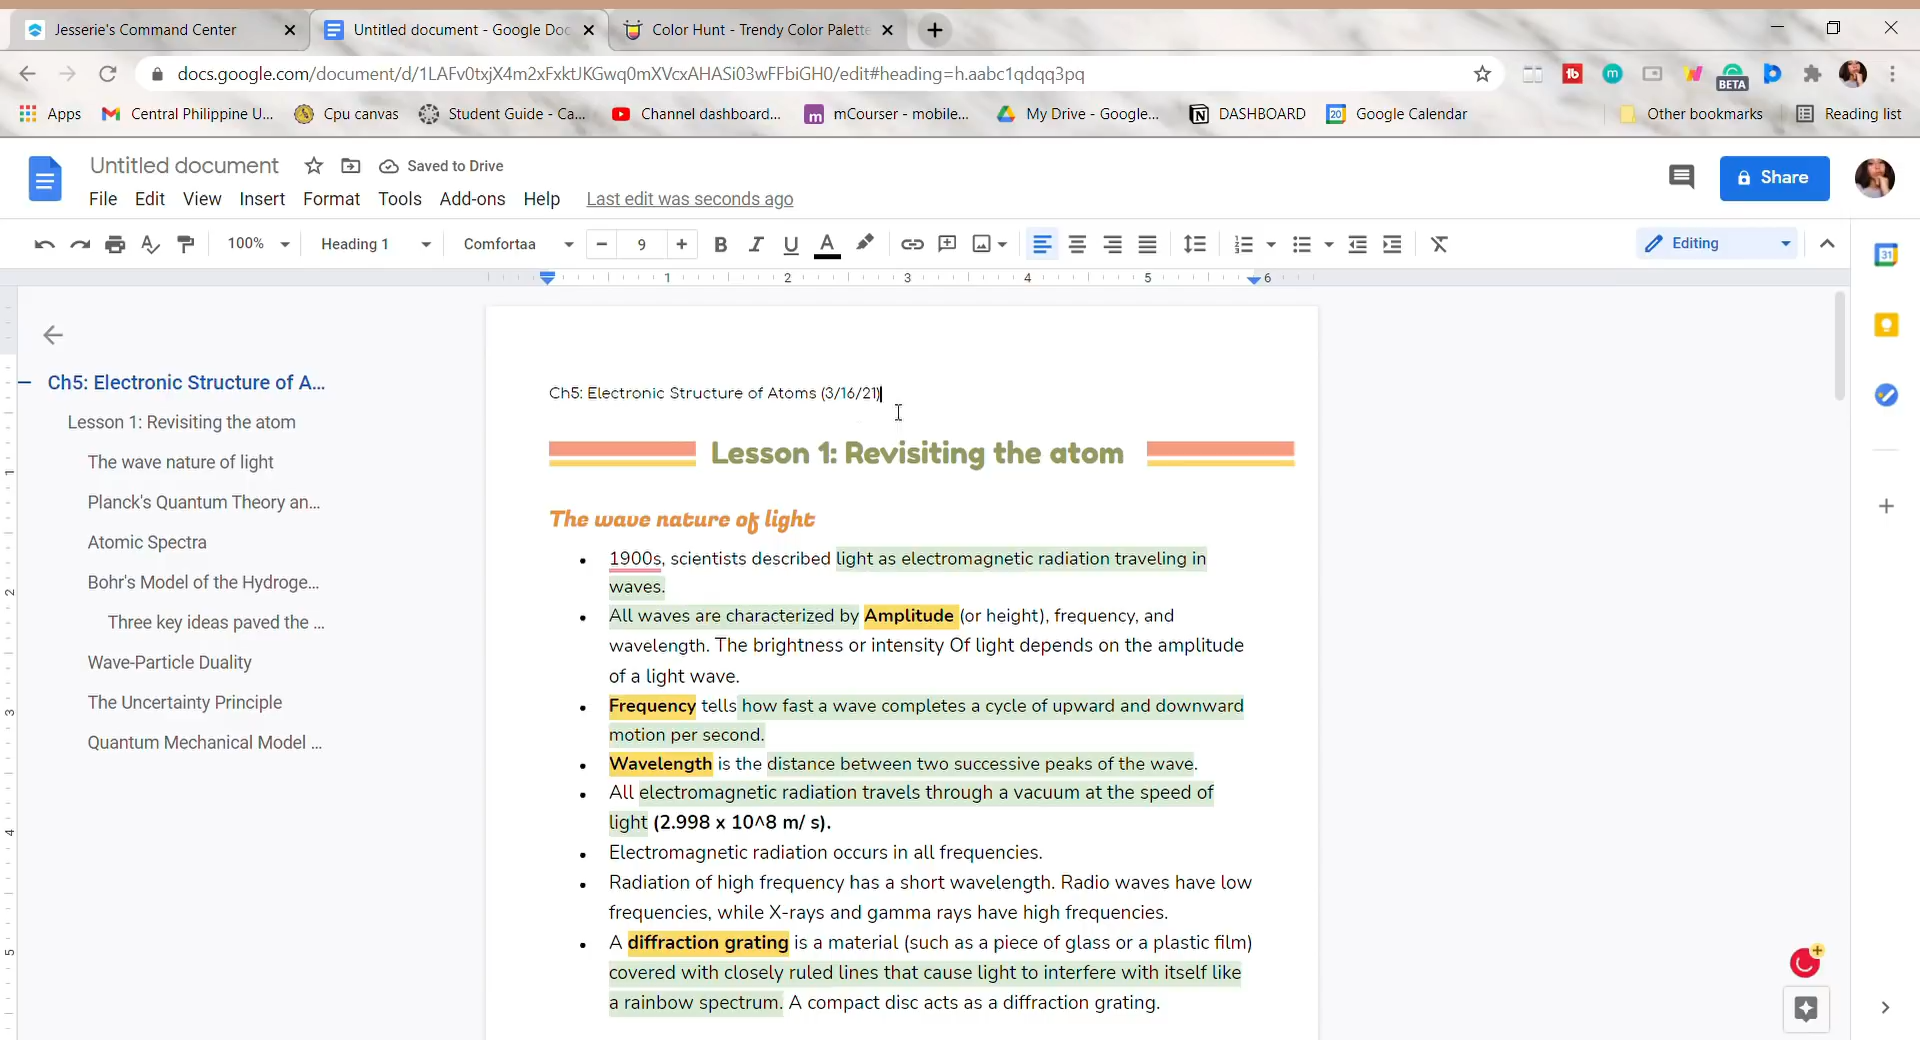 Jesserie's Command Center
Untitled document - Google Doc
Color Hunt - Trendy Color Palette
docs.google.com/document/d/1LAFv0txjX4m2xFxktJKGwq0mXVcxAHASi03wFFbiGH0/edit#heading=h.aabc1qdqq3pq
BETA
Apps
Central Philippine U...
Cpu canvas
Student Guide - Ca...
Channel dashboard...
mCourser - mobile...
My Drive - Google...
DASHBOARD
Google Calendar
Other bookmarks
Reading list
Untitled document
Saved to Drive
Share
File Edit View Insert Format Tools Add-ons Help
Last edit was seconds ago
100%
Heading 1
Comfortaa
9
B I U A
Editing
31
1 2 3 4 5 6
Ch5: Electronic Structure of A...
Lesson 1: Revisiting the atom
The wave nature of light
Planck's Quantum Theory an...
Atomic Spectra
Bohr's Model of the Hydroge...
Three key ideas paved the ...
Wave-Particle Duality
The Uncertainty Principle
Quantum Mechanical Model ...
1
2
3
4
5
Ch5: Electronic Structure of Atoms (3/16/21)
Lesson 1: Revisiting the atom
The wave nature of light
1900s, scientists described light as electromagnetic radiation traveling in
waves.
All waves are characterized by Amplitude (or height), frequency, and
wavelength. The brightness or intensity Of light depends on the amplitude
of a light wave.
Frequency tells how fast a wave completes a cycle of upward and downward
motion per second.
Wavelength is the distance between two successive peaks of the wave.
All electromagnetic radiation travels through a vacuum at the speed of
light (2.998 x 10^8 m/ s).
Electromagnetic radiation occurs in all frequencies.
Radiation of high frequency has a short wavelength. Radio waves have low
frequencies, while X-rays and gamma rays have high frequencies.
A diffraction grating is a material (such as a piece of glass or a plastic film)
covered with closely ruled lines that cause light to interfere with itself like
a rainbow spectrum. A compact disc acts as a diffraction grating.